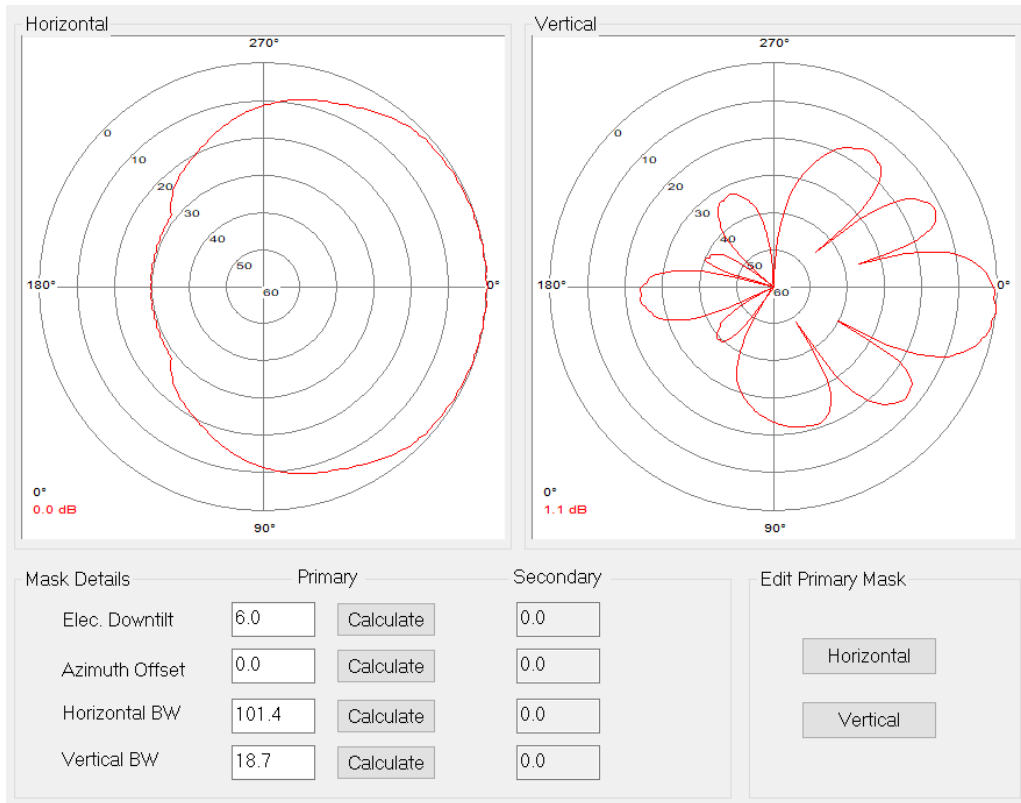 Horizontal
270°
0
10
20
30
40
50
60
180°
0°
0°
0.0 dB
90°
Vertical
270°
0
10
20
30
40
50
60
180°
0°
0°
1.1 dB
90°
Mask Details Primary Secondary
Elec. Downtilt 6.0 Calculate 0.0
Azimuth Offset 0.0 Calculate 0.0
Horizontal BW 101.4 Calculate 0.0
Vertical BW 18.7 Calculate 0.0
Edit Primary Mask
Horizontal
Vertical